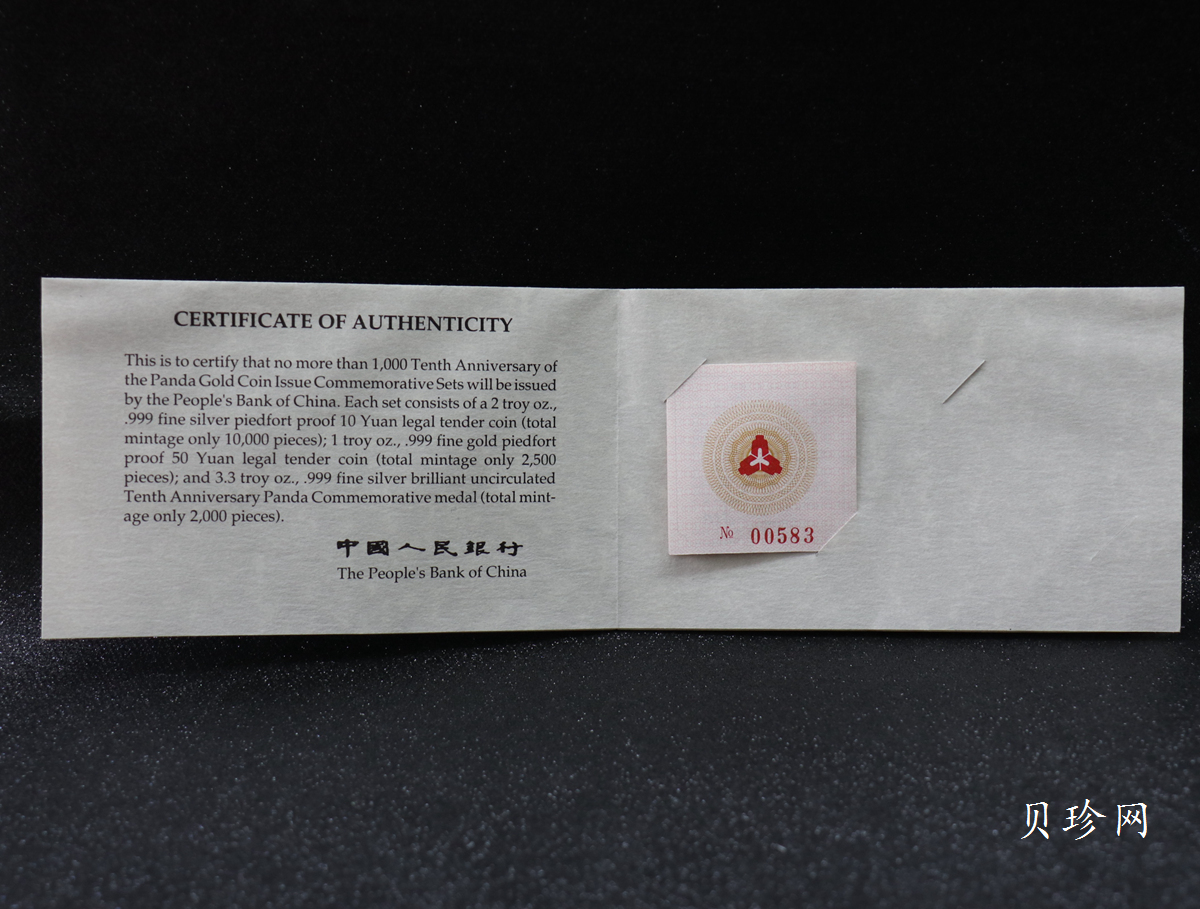 CERTIFICATE OF AUTHENTICITY
This is to certify that no more than 1,000 Tenth Anniversary of
the Panda Gold Coin Issue Commemorative Sets will be issued
by the People's Bank of China. Each set consists of a 2 troy oz.,
.999 fine silver piedfort proof 10 Yuan legal tender coin (total
mintage only 10,000 pieces); 1 troy oz., .999 fine gold piedfort
proof 50 Yuan legal tender coin (total mintage only 2,500
pieces); and 3.3 troy oz., .999 fine silver brilliant uncirculated
Tenth Anniversary Panda Commemorative medal (total mint-
age only 2,000 pieces).
中國人民銀行
The People's Bank of China
№ 00583
贝珍网